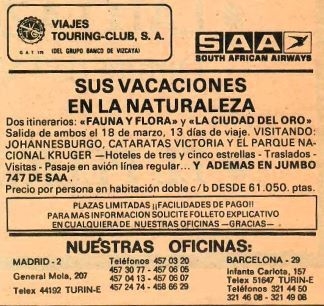 VIAJES
TOURING-CLUB, S. A.
G A T 175
(DEL GRUPO BANCO DE VIZCAYA)
SAA
SOUTH AFRICAN AIRWAYS
SUS VACACIONES
EN LA NATURALEZA
Dos itinerarios: «FAUNA Y FLORA» y «LA CIUDAD DEL ORO»
Salida de ambos el 18 de marzo, 13 días de viaje. VISITANDO:
JOHANNESBURGO, CATARATAS VICTORIA Y EL PARQUE NA-
CIONAL KRUGER —Hoteles de tres y cinco estrellas - Traslados -
Visitas - Pasaje en avión línea regular... Y ADEMAS EN JUMBO
747 DE SAA.
Precio por persona en habitación doble c/b DESDE 61.050. ptas.
PLAZAS LIMITADAS ¡¡FACILIDADES DE PAGO!!
PARA MAS INFORMACION SOLICITE FOLLETO EXPLICATIVO
EN CUALQUIERA DE NUESTRAS OFICINAS —GRACIAS— .
NUESTRAS OFICINAS:
MADRID - 2
General Mola, 207
Telex 44192 TURIN-E
Teléfonos 457 03 20
457 30 77 - 457 06 05
457 04 13 - 457 06 07
457 24 74 - 457 26 59
BARCELONA - 29
Infanta Carlota, 157
Telex 51647 TURIN-E
Teléfonos 321 44 50
321 46 08 - 321 49 08